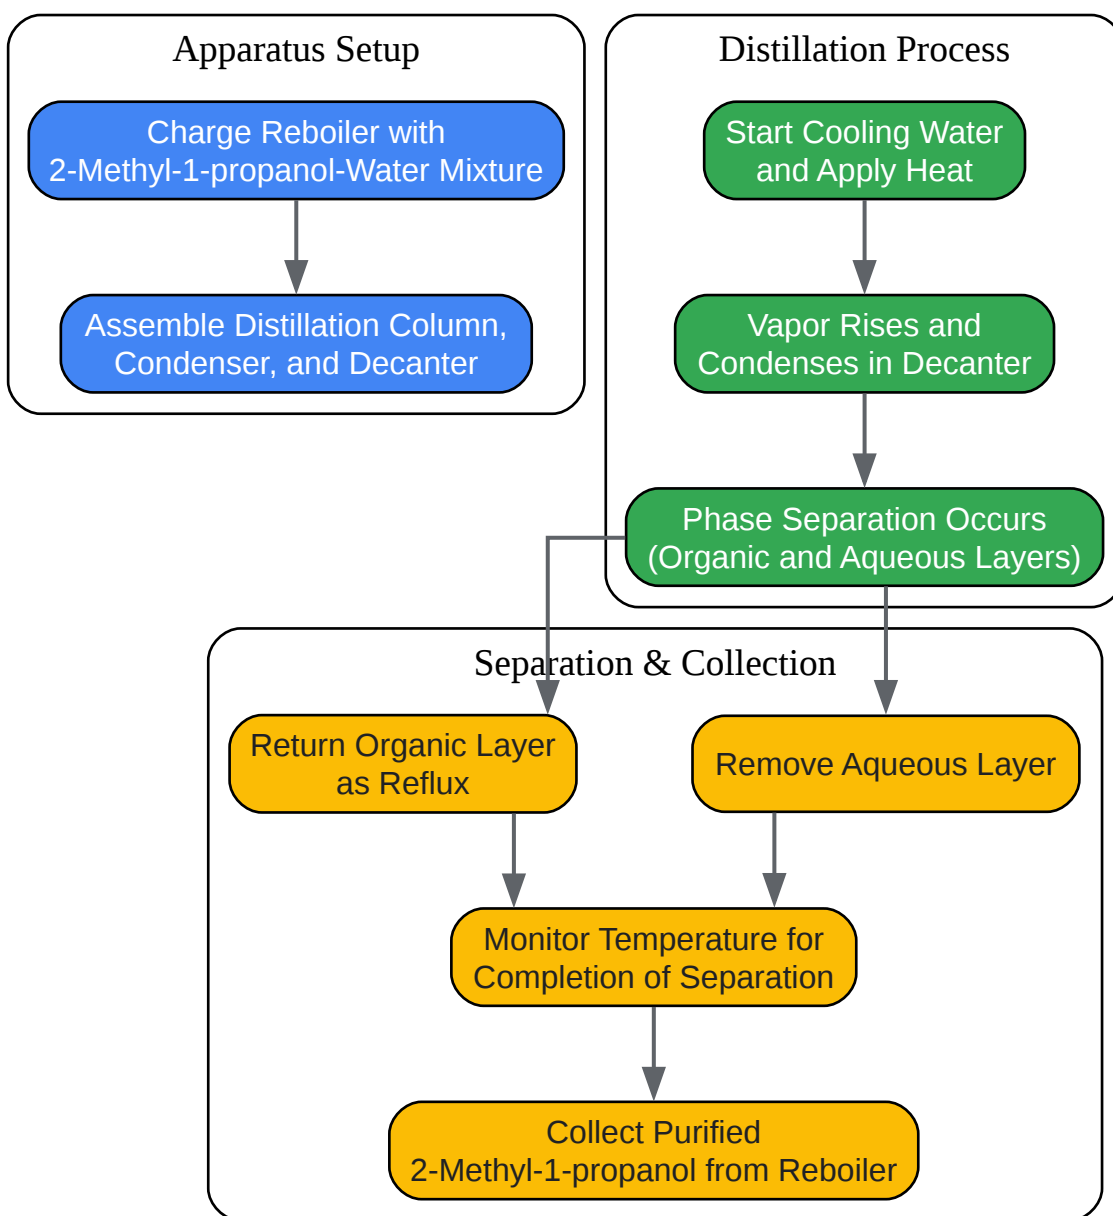 Apparatus Setup
Charge Reboiler with
2-Methyl-1-propanol-Water Mixture
Assemble Distillation Column,
Condenser, and Decanter
Distillation Process
Start Cooling Water
and Apply Heat
Vapor Rises and
Condenses in Decanter
Phase Separation Occurs
(Organic and Aqueous Layers)
Separation & Collection
Return Organic Layer
as Reflux
Remove Aqueous Layer
Monitor Temperature for
Completion of Separation
Collect Purified
2-Methyl-1-propanol from Reboiler